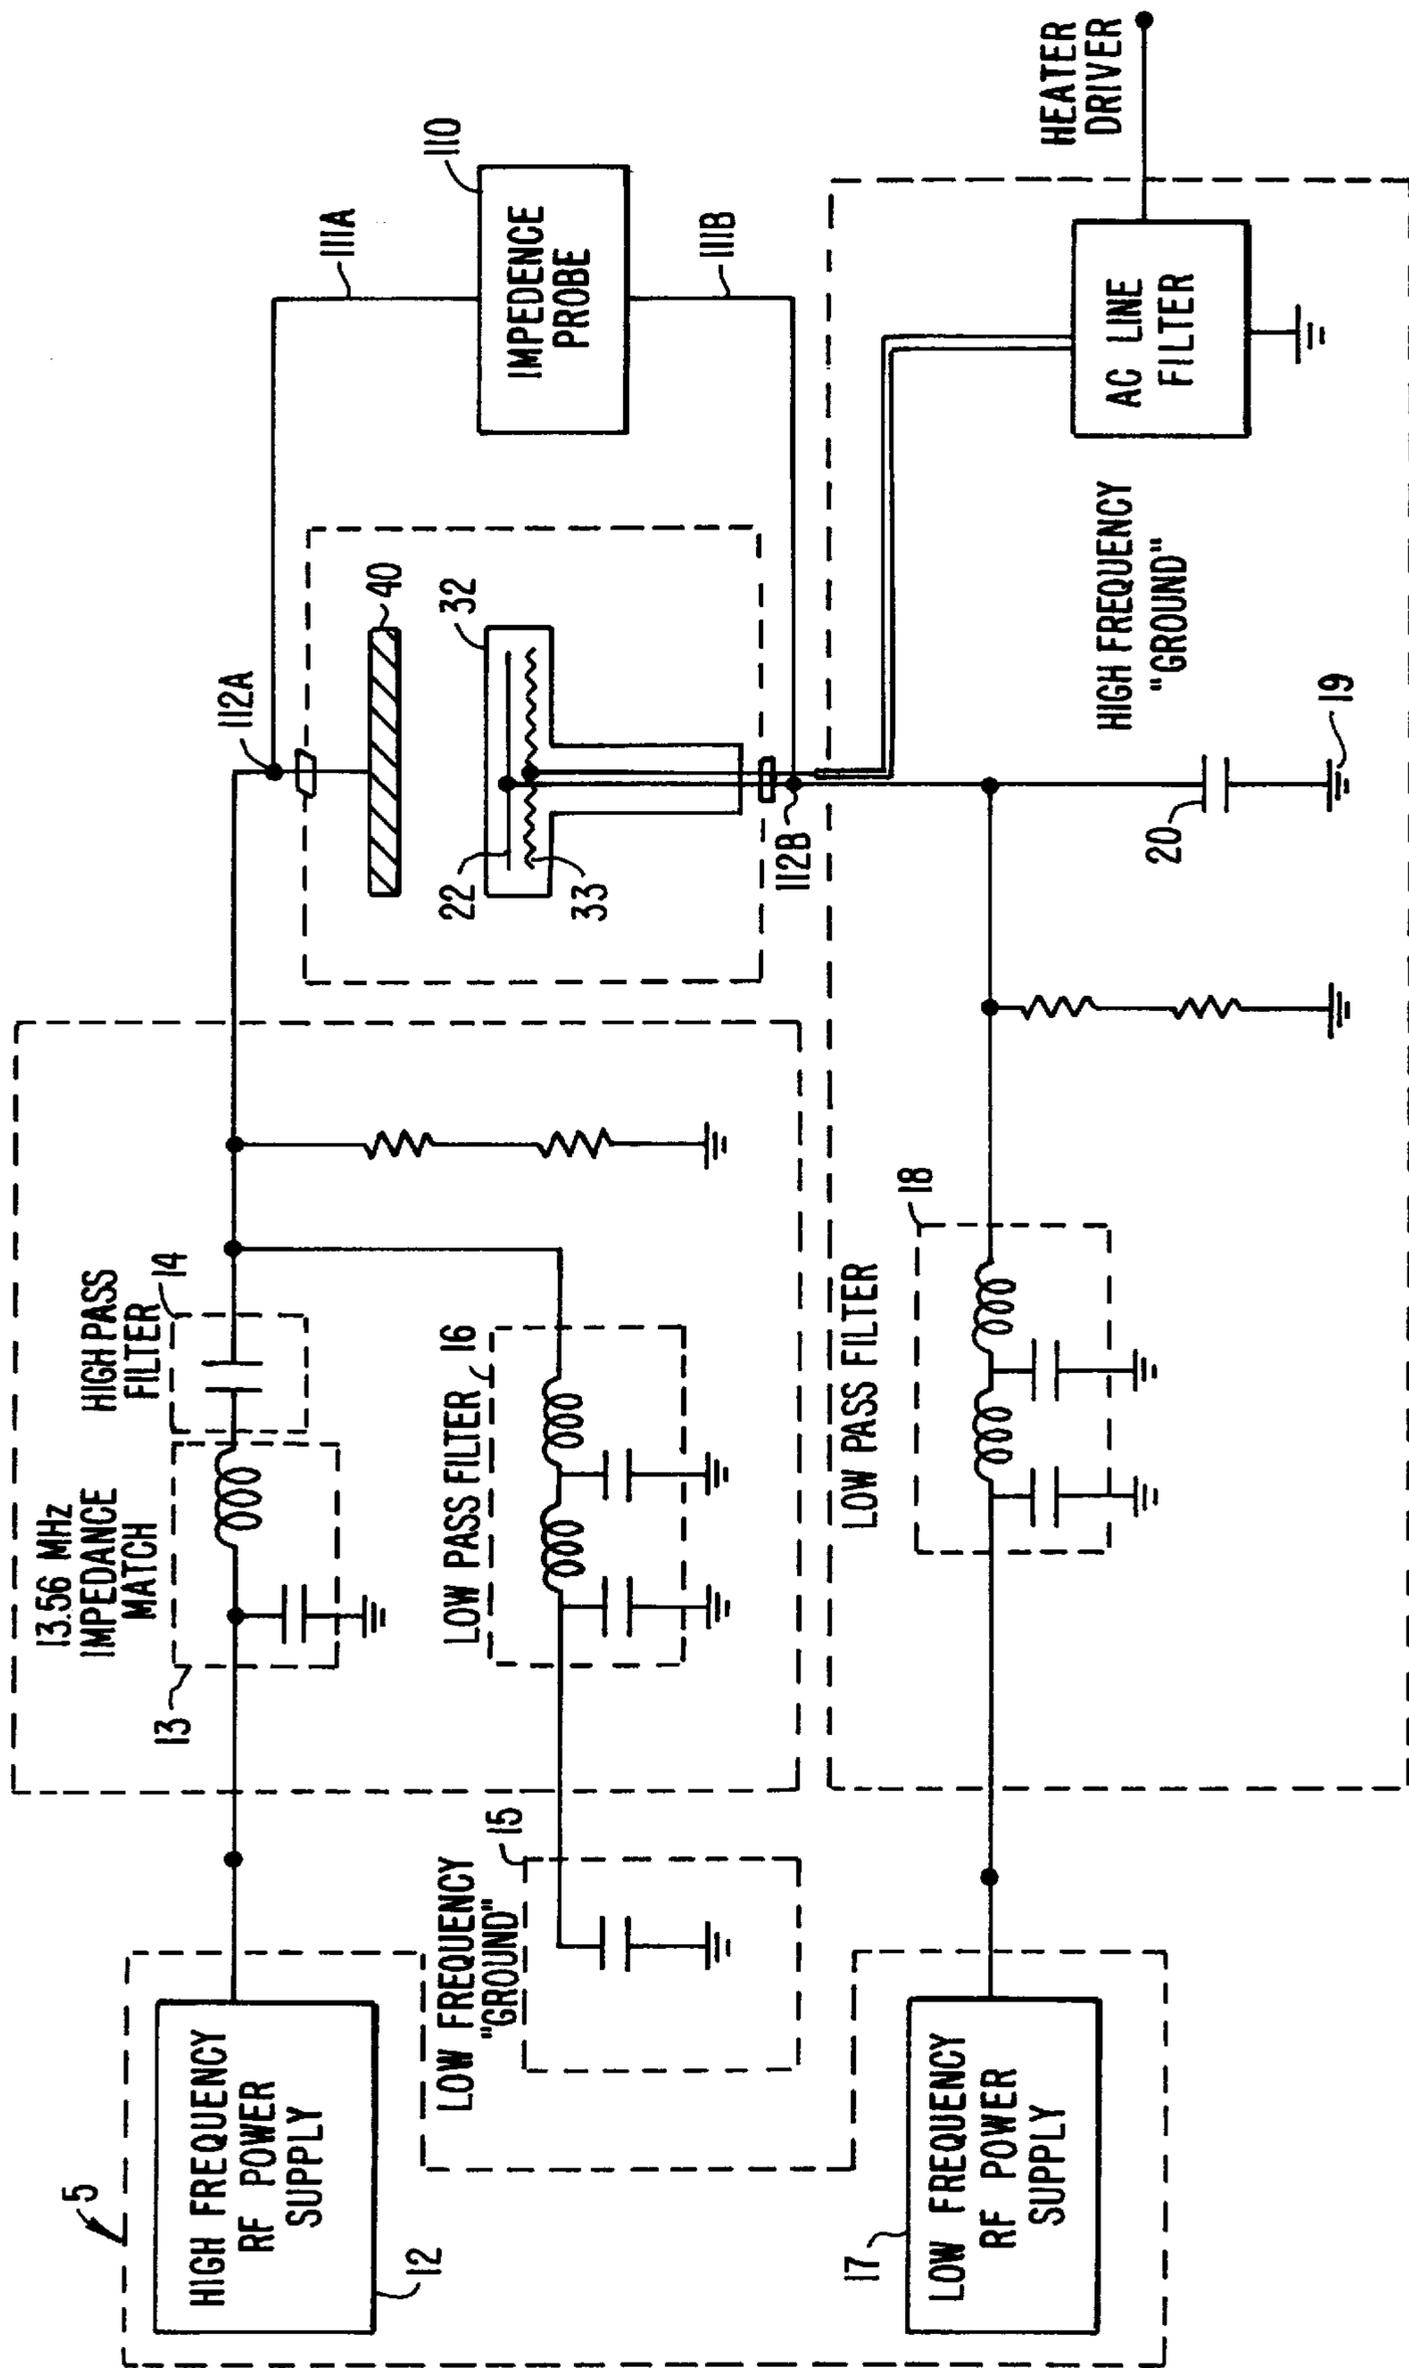 5
HIGH FREQUENCY
RF POWER
SUPPLY
12
13.56 MHz
IMPEDANCE
MATCH
13
HIGH PASS
FILTER
14
LOW FREQUENCY
"GROUND"
15
LOW PASS FILTER
16
112A
111A
110
IMPEDENCE
PROBE
111B
40
32
22
33
112B
17
LOW FREQUENCY
RF POWER
SUPPLY
LOW PASS FILTER
18
20
19
HIGH FREQUENCY
"GROUND"
AC LINE
FILTER
HEATER
DRIVER